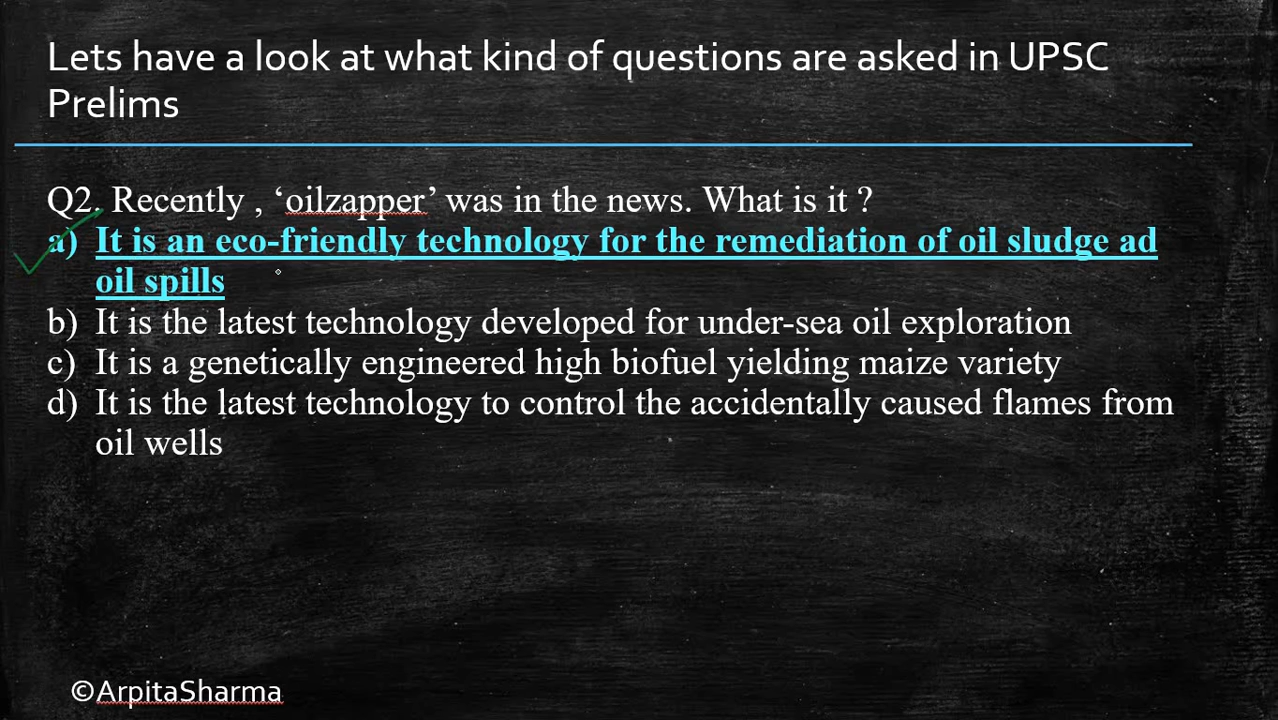 Lets have a look at what kind of questions are asked in UPSC
Prelims
Q2. Recently , ‘oilzapper’ was in the news. What is it ?
a) It is an eco-friendly technology for the remediation of oil sludge ad
oil spills
b) It is the latest technology developed for under-sea oil exploration
c) It is a genetically engineered high biofuel yielding maize variety
d) It is the latest technology to control the accidentally caused flames from
oil wells
©ArpitaSharma